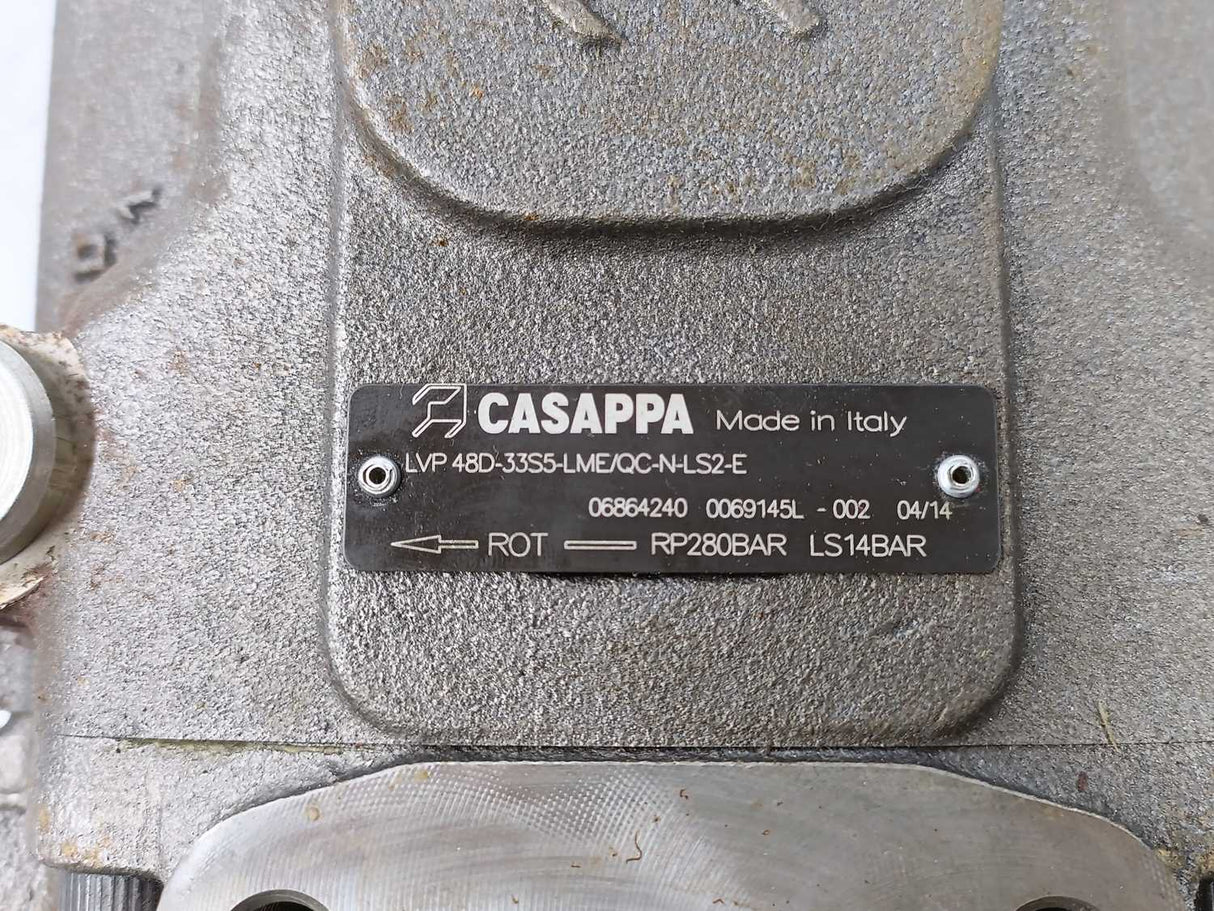 CASAPPA Made in Italy
LVP 48D-33S5-LME/QC-N-LS2-E
06864240 0069145L - 002 04/14
ROT RP280BAR LS14BAR